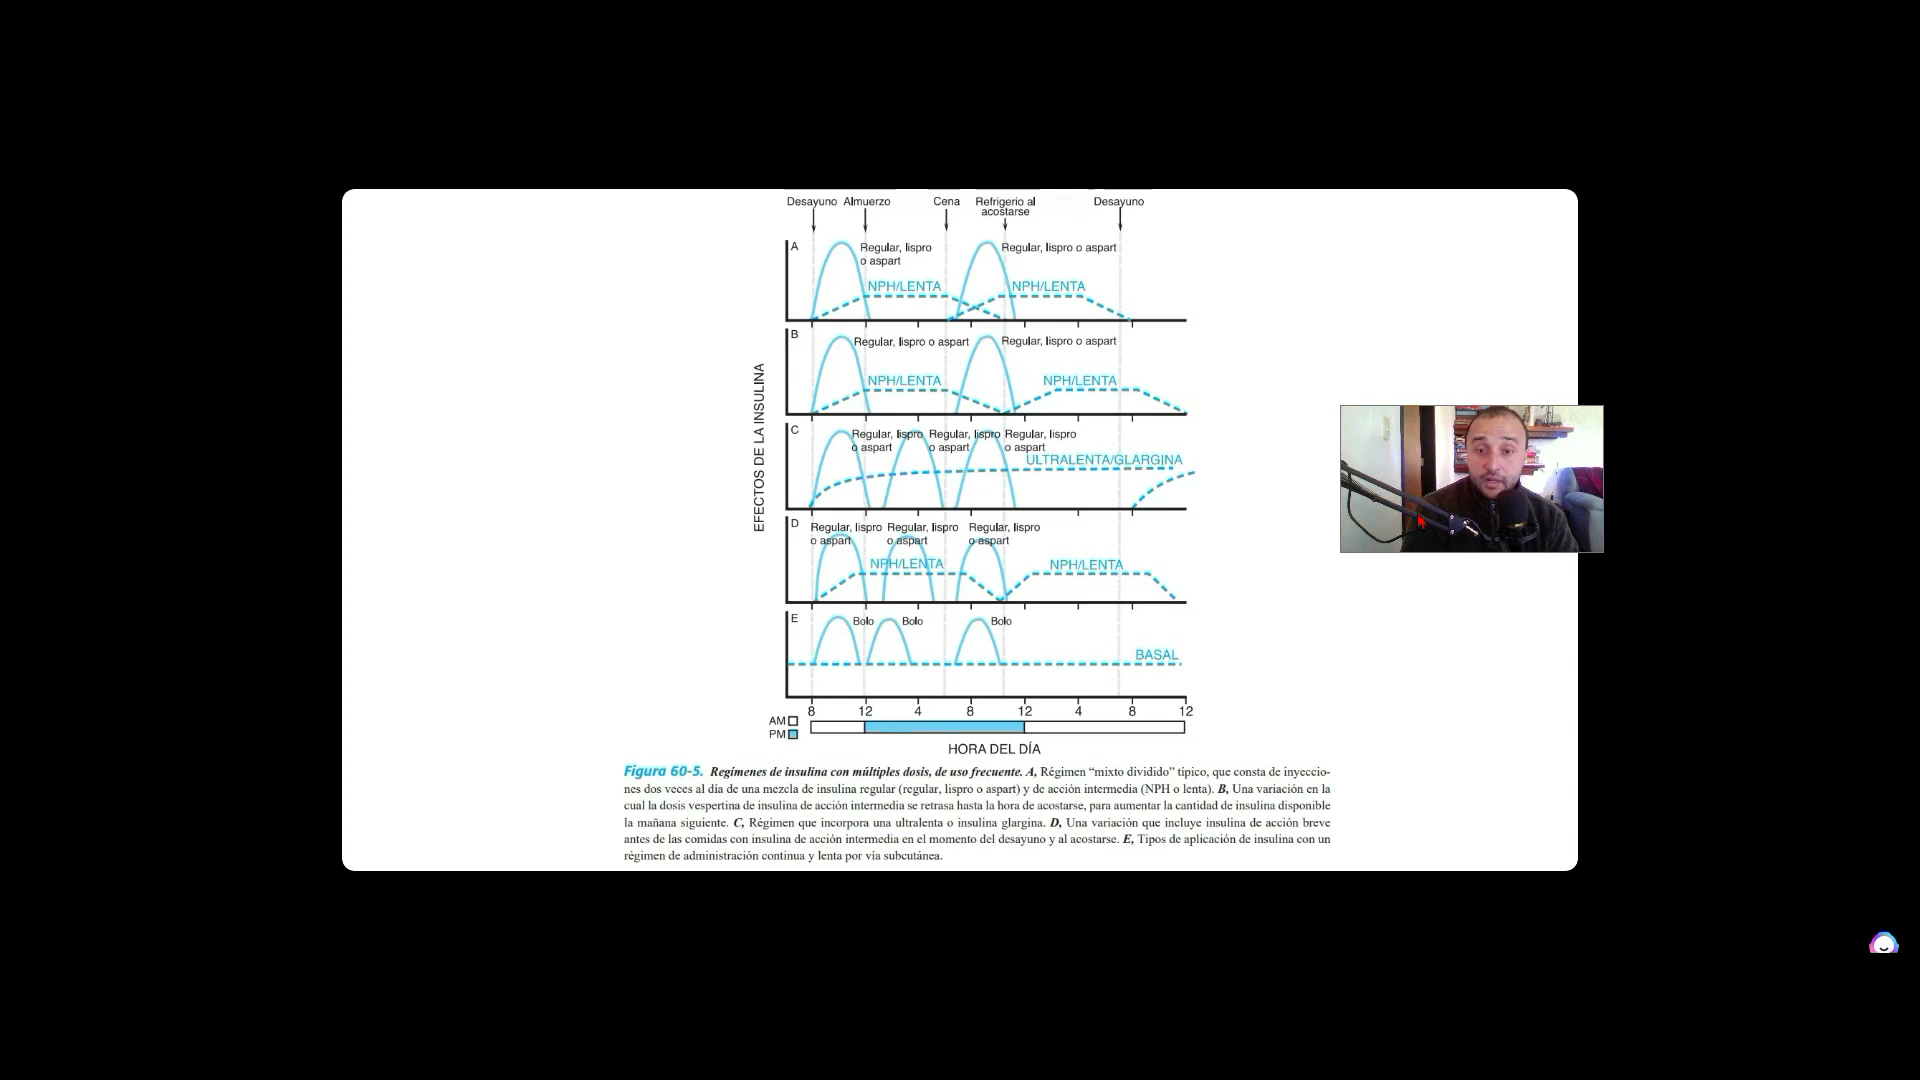 Desayuno Almuerzo Cena Refrigerio al acostarse Desayuno
EFECTOS DE LA INSULINA
A
Regular, lispro
o aspart
Regular, lispro o aspart
NPH/LENTA
NPH/LENTA
B
Regular, lispro o aspart
Regular, lispro o aspart
NPH/LENTA
NPH/LENTA
C
Regular, lispro
o aspart
Regular, lispro
o aspart
Regular, lispro
o aspart
ULTRALENTA/GLARGINA
D
Regular, lispro
o aspart
Regular, lispro
o aspart
Regular, lispro
o aspart
NPH/LENTA
NPH/LENTA
E
Bolo
Bolo
Bolo
BASAL
8 12 4 8 12 4 8 12
AM
PM
HORA DEL DÍA
Figura 60-5. Regímenes de insulina con múltiples dosis, de uso frecuente. A, Régimen “mixto dividido” típico, que consta de inyeccio-
nes dos veces al día de una mezcla de insulina regular (regular, lispro o aspart) y de acción intermedia (NPH o lenta). B, Una variación en la
cual la dosis vespertina de insulina de acción intermedia se retrasa hasta la hora de acostarse, para aumentar la cantidad de insulina disponible
la mañana siguiente. C, Régimen que incorpora una ultralenta o insulina glargina. D, Una variación que incluye insulina de acción breve
antes de las comidas con insulina de acción intermedia en el momento del desayuno y al acostarse. E, Tipos de aplicación de insulina con un
régimen de administración continua y lenta por vía subcutánea.